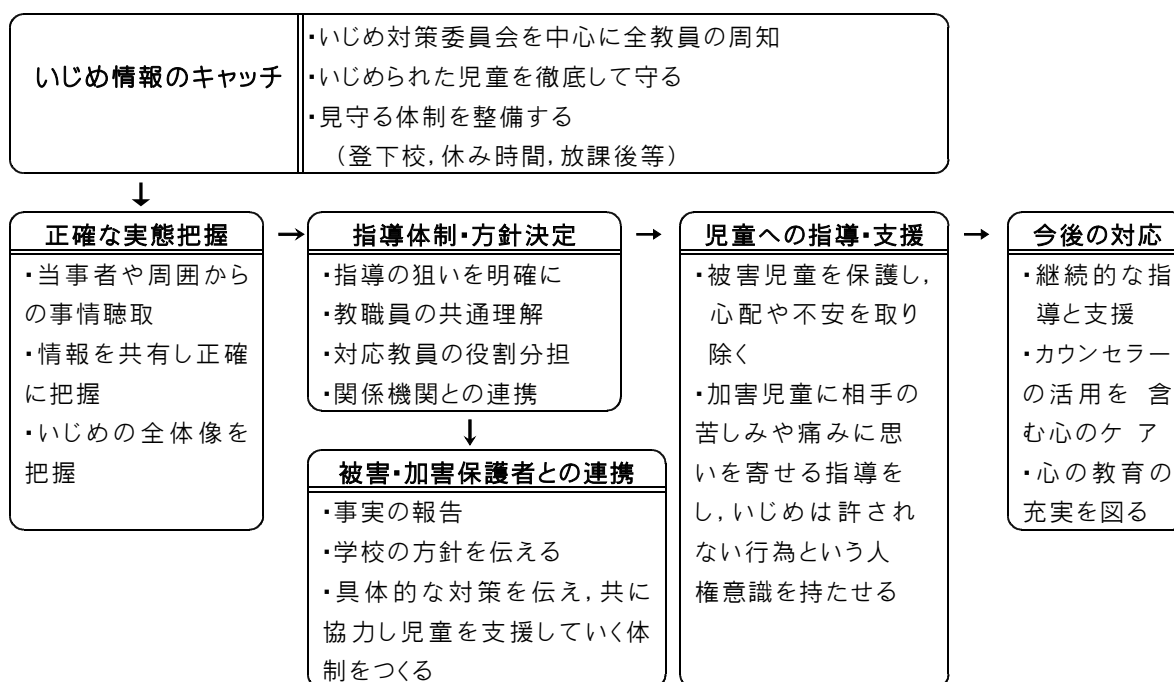 いじめ情報のキャッチ
・いじめ対策委員会を中心に全教員の周知
・いじめられた児童を徹底して守る
・見守る体制を整備する
（登下校,休み時間,放課後等）
↓
正確な実態把握
・当事者や周囲から
の事情聴取
・情報を共有し正確
に把握
・いじめの全体像を
把握
→
指導体制・方針決定
・指導の狙いを明確に
・教職員の共通理解
・対応教員の役割分担
・関係機関との連携
↓
被害・加害保護者との連携
・事実の報告
・学校の方針を伝える
・具体的な対策を伝え,共に
協力し児童を支援していく体
制をつくる
→
児童への指導・支援
・被害児童を保護し,
心配や不安を取り
除く
・加害児童に相手の
苦しみや痛みに思
いを寄せる指導を
し,いじめは許され
ない行為という人
権意識を持たせる
→
今後の対応
・継続的な指
導と支援
・カウンセラー
の活用を 含
む心のケ ア
・心の教育の
充実を図る